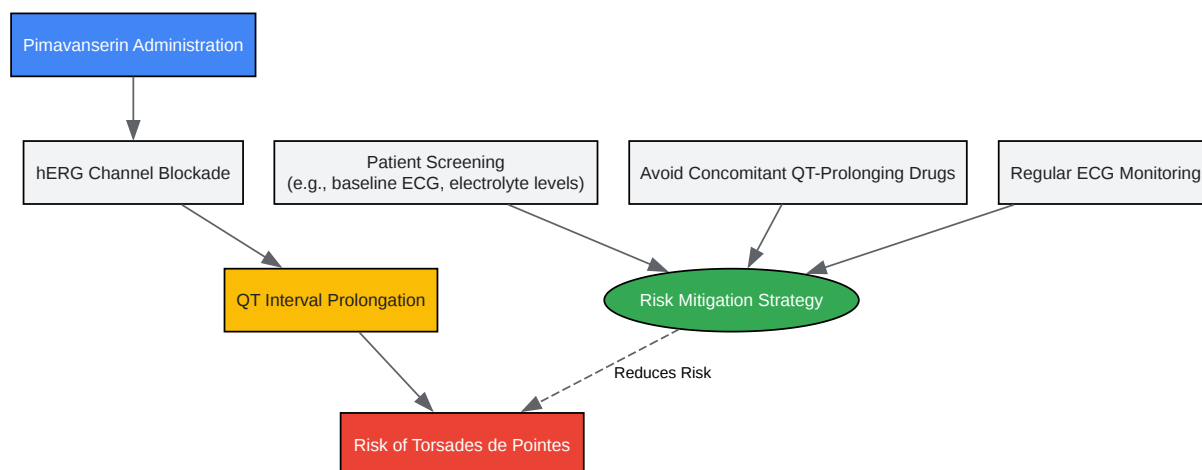 Pimavanserin Administration
hERG Channel Blockade
Patient Screening
(e.g., baseline ECG, electrolyte levels)
Avoid Concomitant QT-Prolonging Drugs
Regular ECG Monitoring
QT Interval Prolongation
Risk Mitigation Strategy
Reduces Risk
Risk of Torsades de Pointes